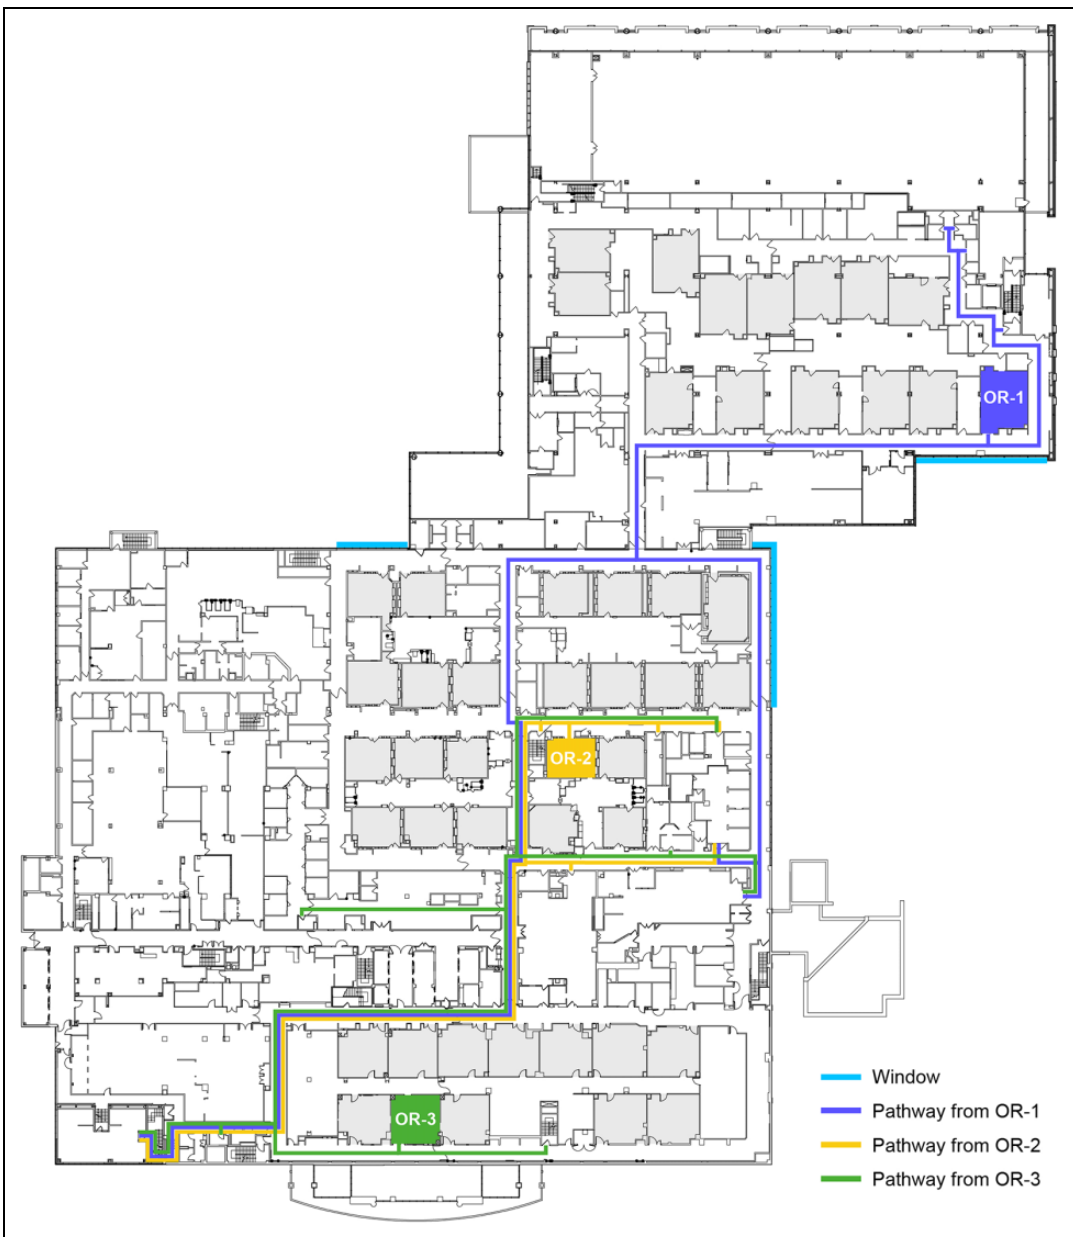 OR-1
OR-2
OR-3
Window
Pathway from OR-1
Pathway from OR-2
Pathway from OR-3